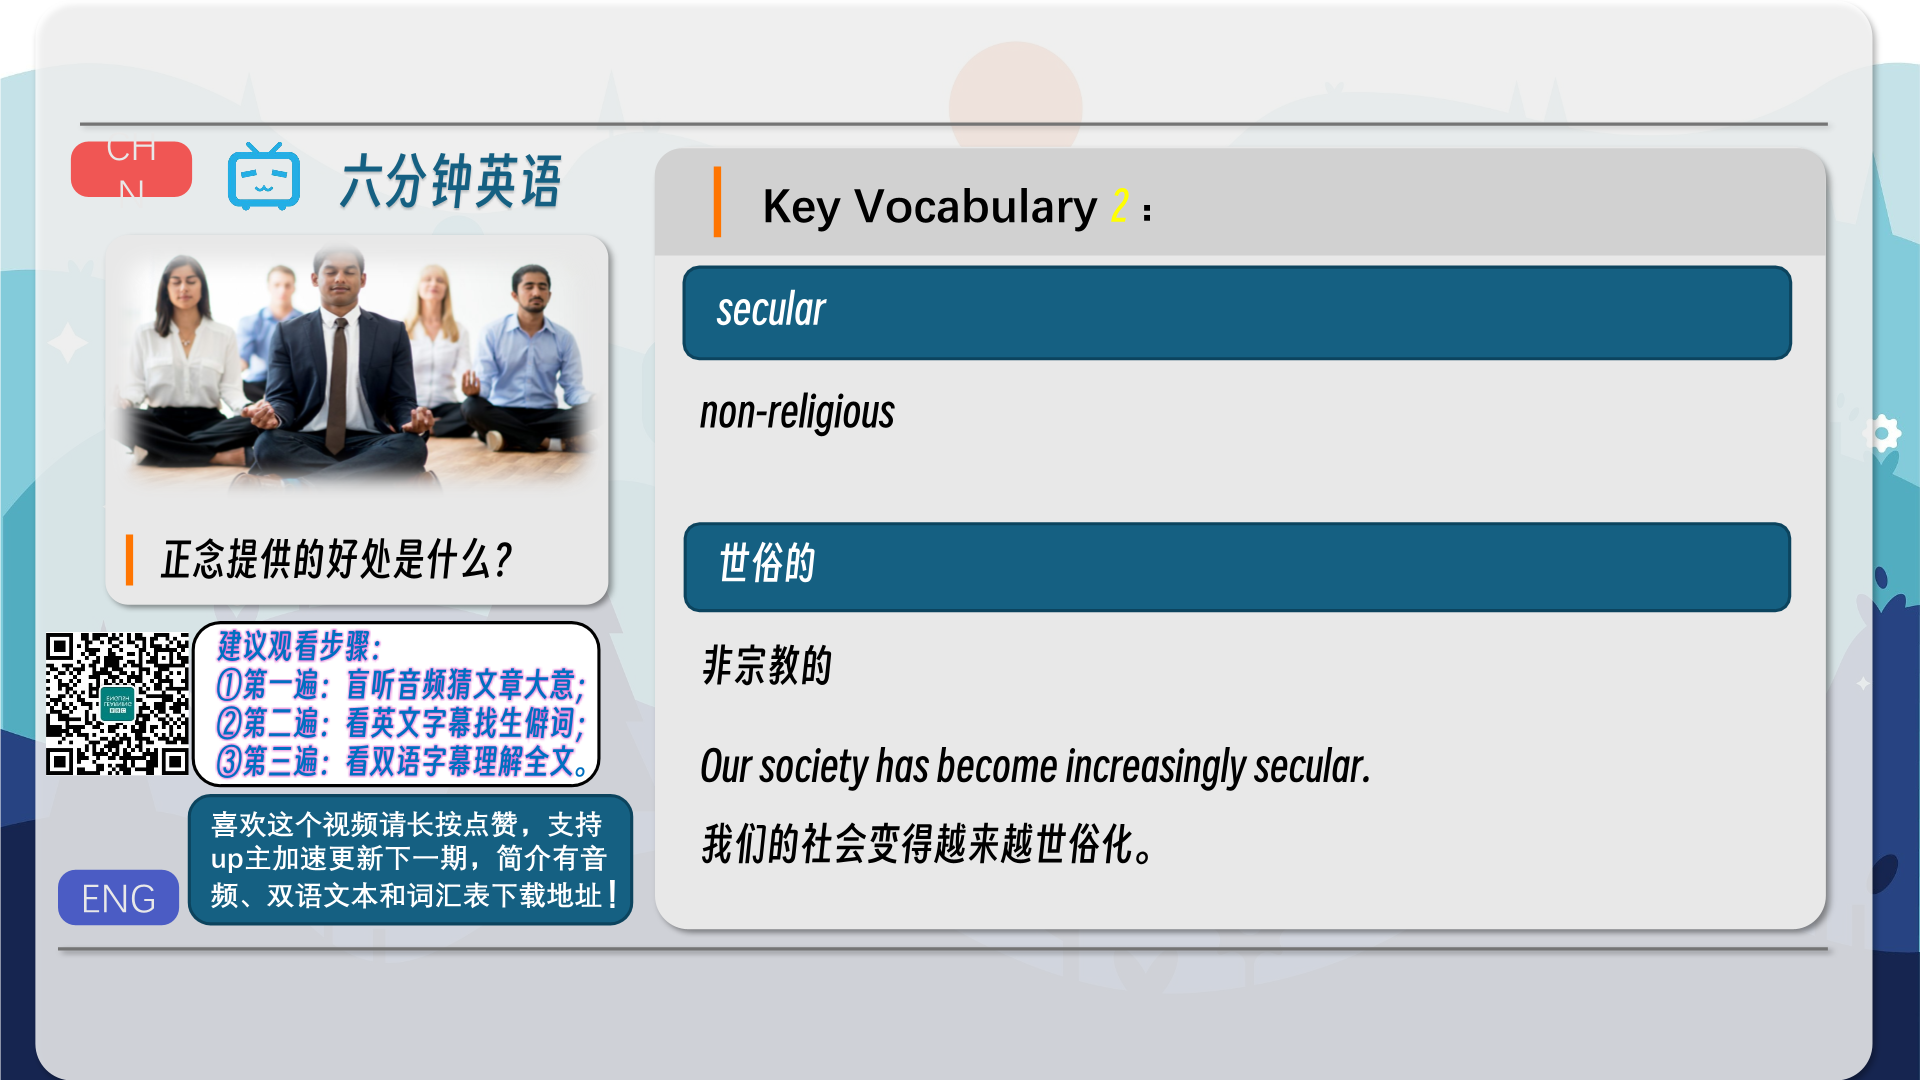 CH
N
六分钟英语
正念提供的好处是什么？
建议观看步骤：
①第一遍：盲听音频猜文章大意；
②第二遍：看英文字幕找生僻词；
③第三遍：看双语字幕理解全文。
喜欢这个视频请长按点赞，支持
up主加速更新下一期，简介有音
频、双语文本和词汇表下载地址！
ENG
Key Vocabulary 2：
secular
non-religious
世俗的
非宗教的
Our society has become increasingly secular.
我们的社会变得越来越世俗化。